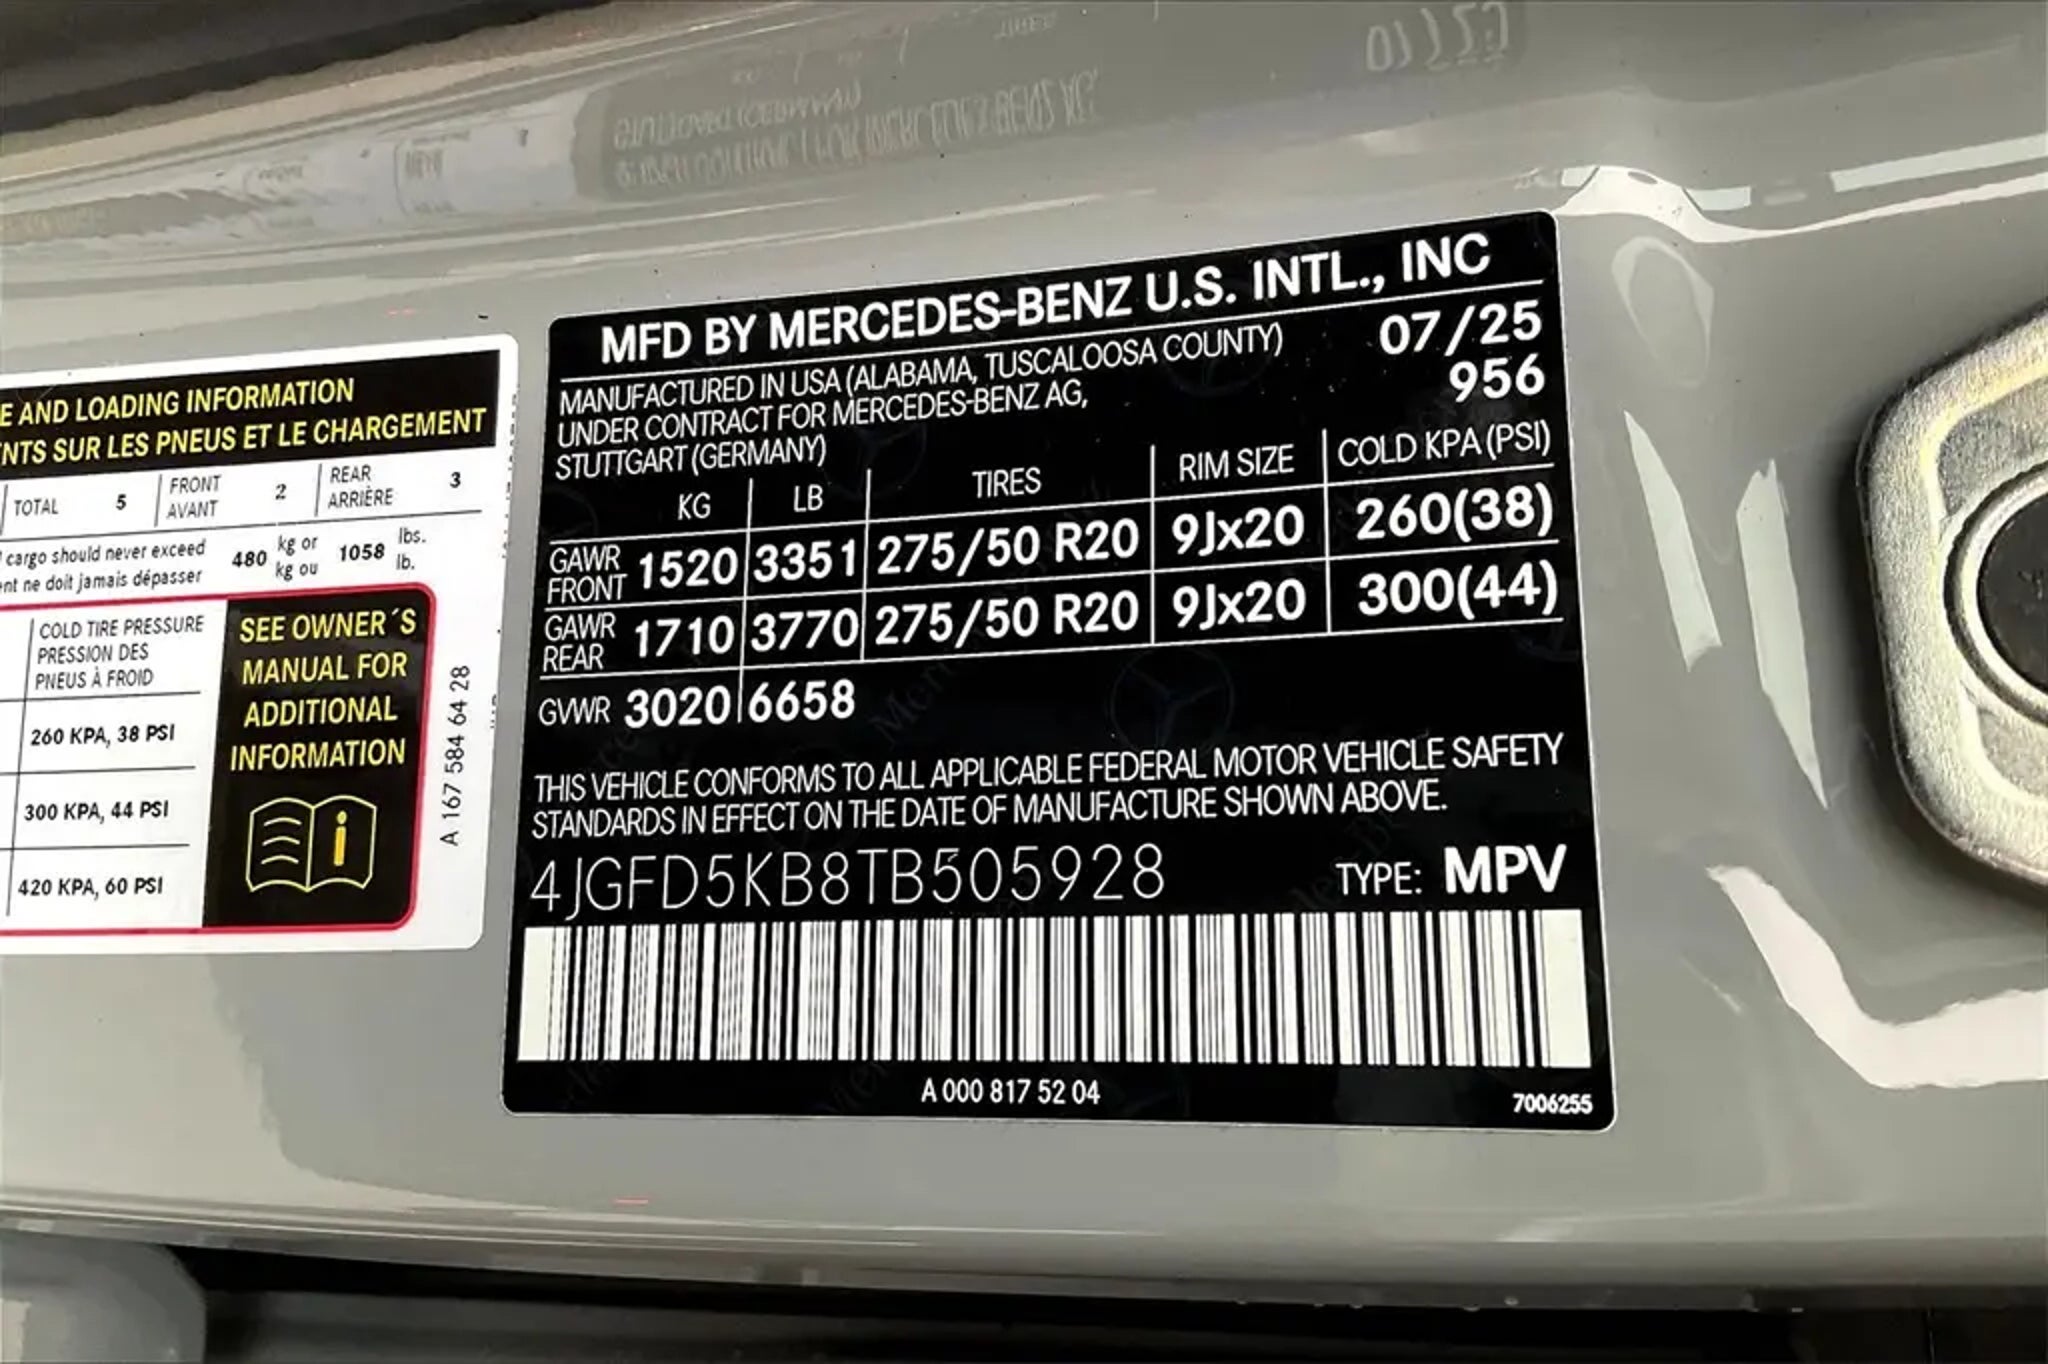 E AND LOADING INFORMATION
NTS SUR LES PNEUS ET LE CHARGEMENT
TOTAL 5 FRONT AVANT 2 REAR ARRIÈRE 3
cargo should never exceed
ent ne doit jamais dépasser
480 kg or kg ou 1058 lbs. lb.
COLD TIRE PRESSURE
PRESSION DES
PNEUS À FROID
260 KPA, 38 PSI
300 KPA, 44 PSI
420 KPA, 60 PSI
SEE OWNER´S
MANUAL FOR
ADDITIONAL
INFORMATION
A 167 584 64 28
MFD BY MERCEDES-BENZ U.S. INTL., INC
MANUFACTURED IN USA (ALABAMA, TUSCALOOSA COUNTY) 07/25
UNDER CONTRACT FOR MERCEDES-BENZ AG, 956
STUTTGART (GERMANY)
KG LB TIRES RIM SIZE COLD KPA (PSI)
GAWR FRONT 1520 3351 275/50 R20 9Jx20 260(38)
GAWR REAR 1710 3770 275/50 R20 9Jx20 300(44)
GVWR 3020 6658
THIS VEHICLE CONFORMS TO ALL APPLICABLE FEDERAL MOTOR VEHICLE SAFETY
STANDARDS IN EFFECT ON THE DATE OF MANUFACTURE SHOWN ABOVE.
4JGFD5KB8TB505928 TYPE: MPV
A 000 817 52 04
7006255